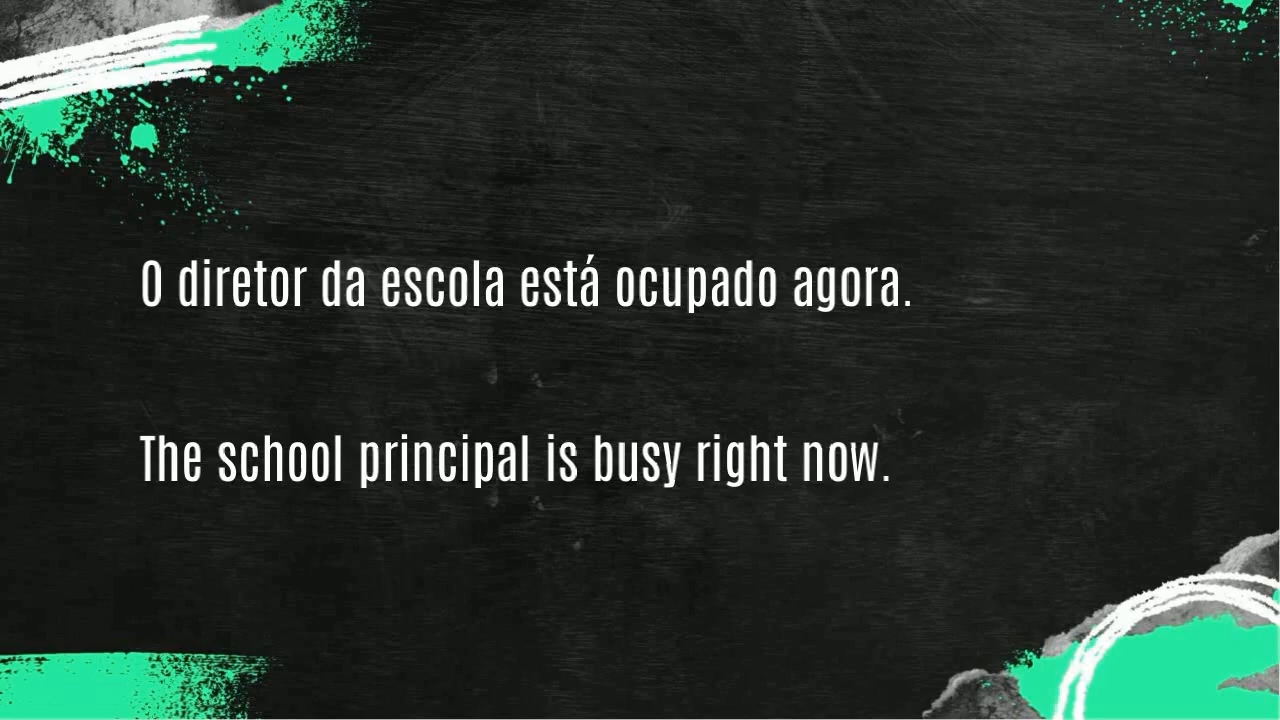 O diretor da escola está ocupado agora.
The school principal is busy right now.